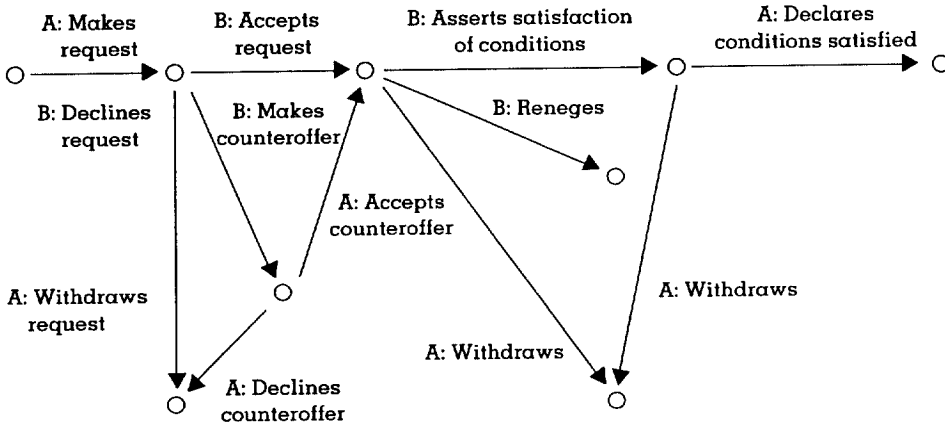 A: Makes
request
B: Accepts
request
B: Asserts satisfaction
of conditions
A: Declares
conditions satisfied
B: Declines
request
B: Makes
counteroffer
B: Reneges
A: Accepts
counteroffer
A: Withdraws
request
A: Withdraws
A: Withdraws
A: Declines
counteroffer